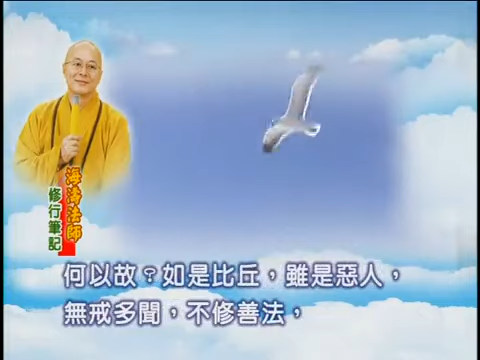 海濤法師
修行筆記
何以故？如是比丘，雖是惡人，
無戒多聞，不修善法，